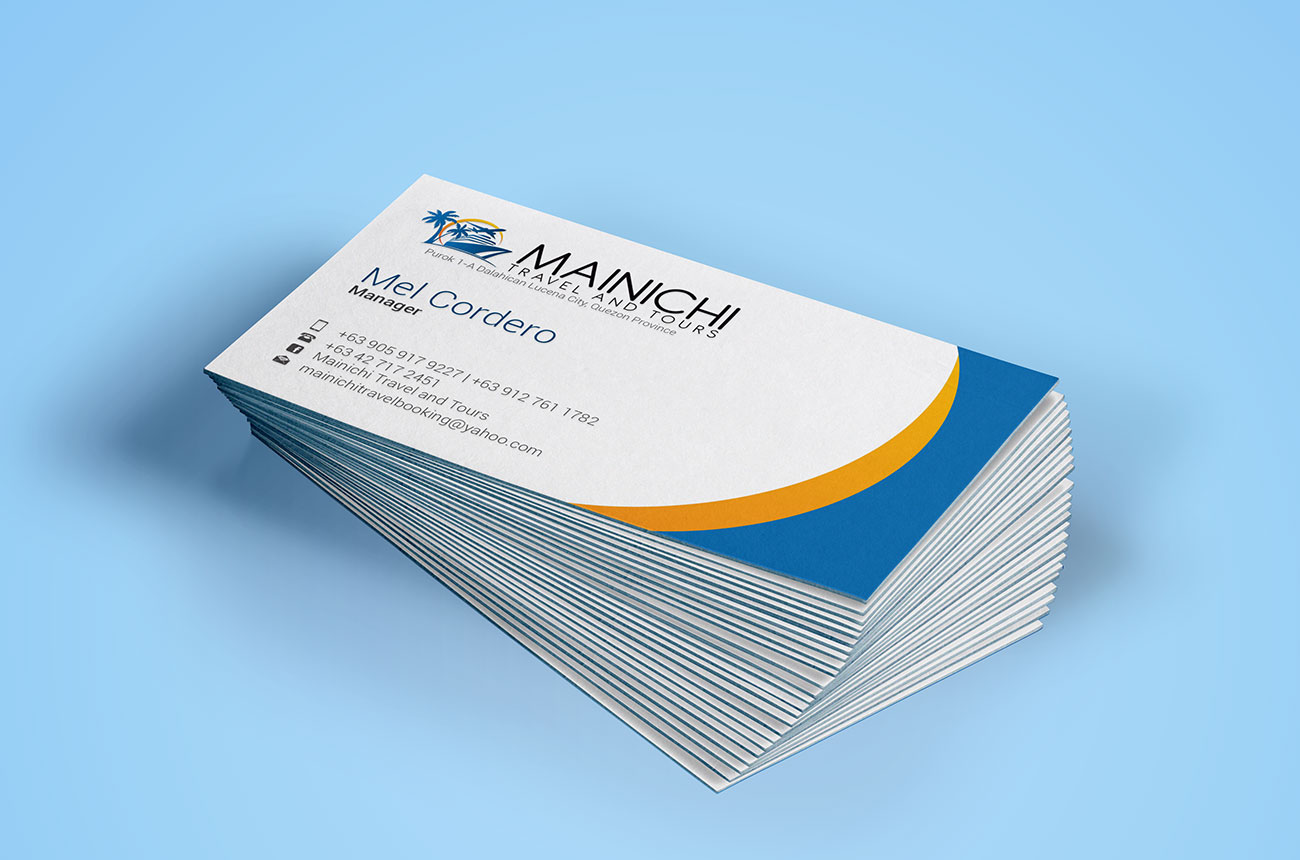 MAINICHI
TRAVEL AND TOURS
Purok 1-A Dalahican Lucena City, Quezon Province
Mel Cordero
Manager
+63 905 917 9227 | +63 912 761 1782
+63 42 717 2451
Mainichi Travel and Tours
mainichitravelbooking@yahoo.com